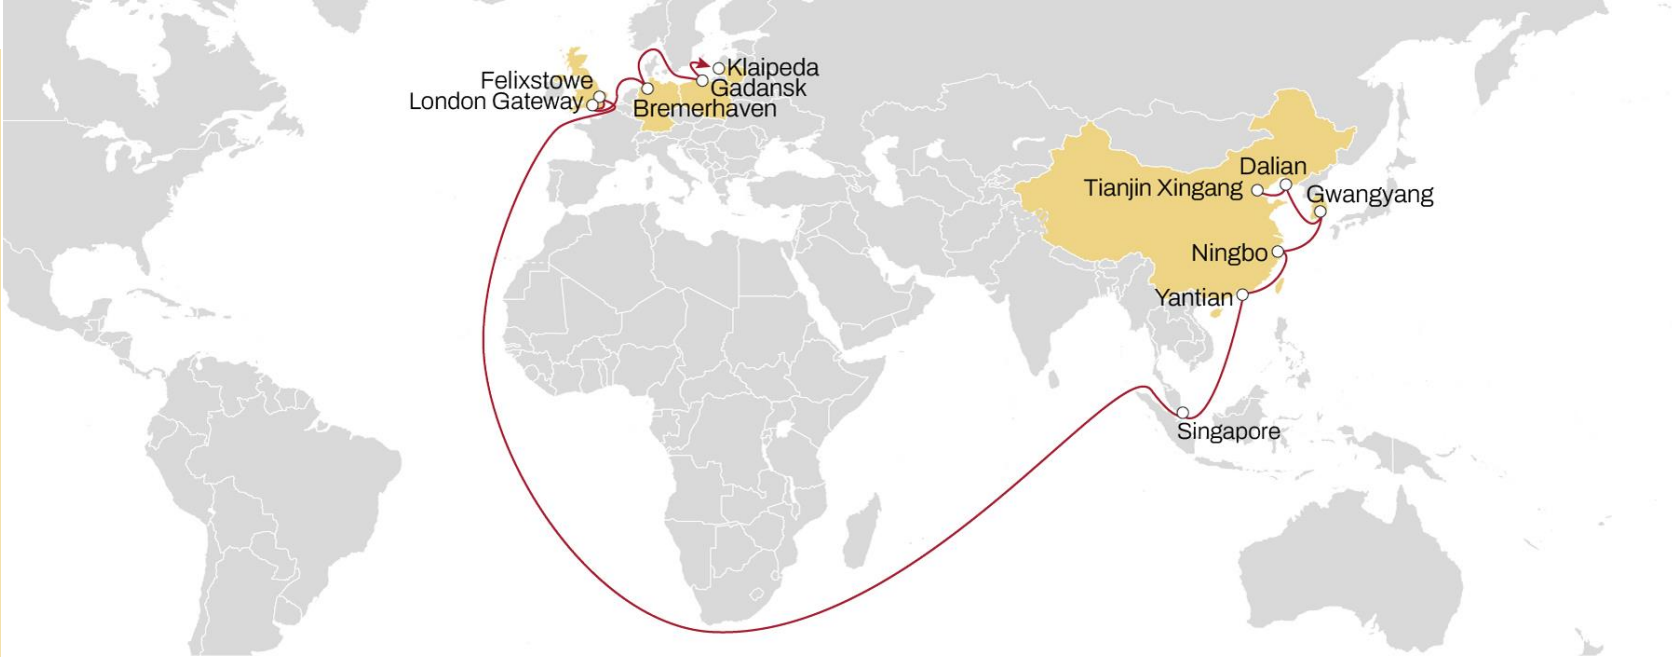 Klaipeda
Felixstowe
Gadansk
London Gateway
Bremerhaven
Dalian
Tianjin Xingang
Gwangyang
Ningbo
Yantian
Singapore